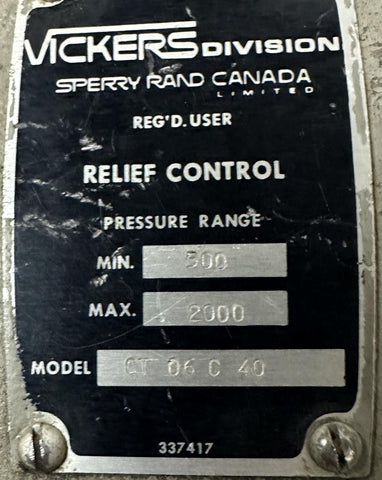 VICKERS DIVISION
SPERRY RAND CANADA
LIMITED
REG'D. USER
RELIEF CONTROL
PRESSURE RANGE
MIN. 500
MAX. 2000
MODEL CT 06 C 40
337417